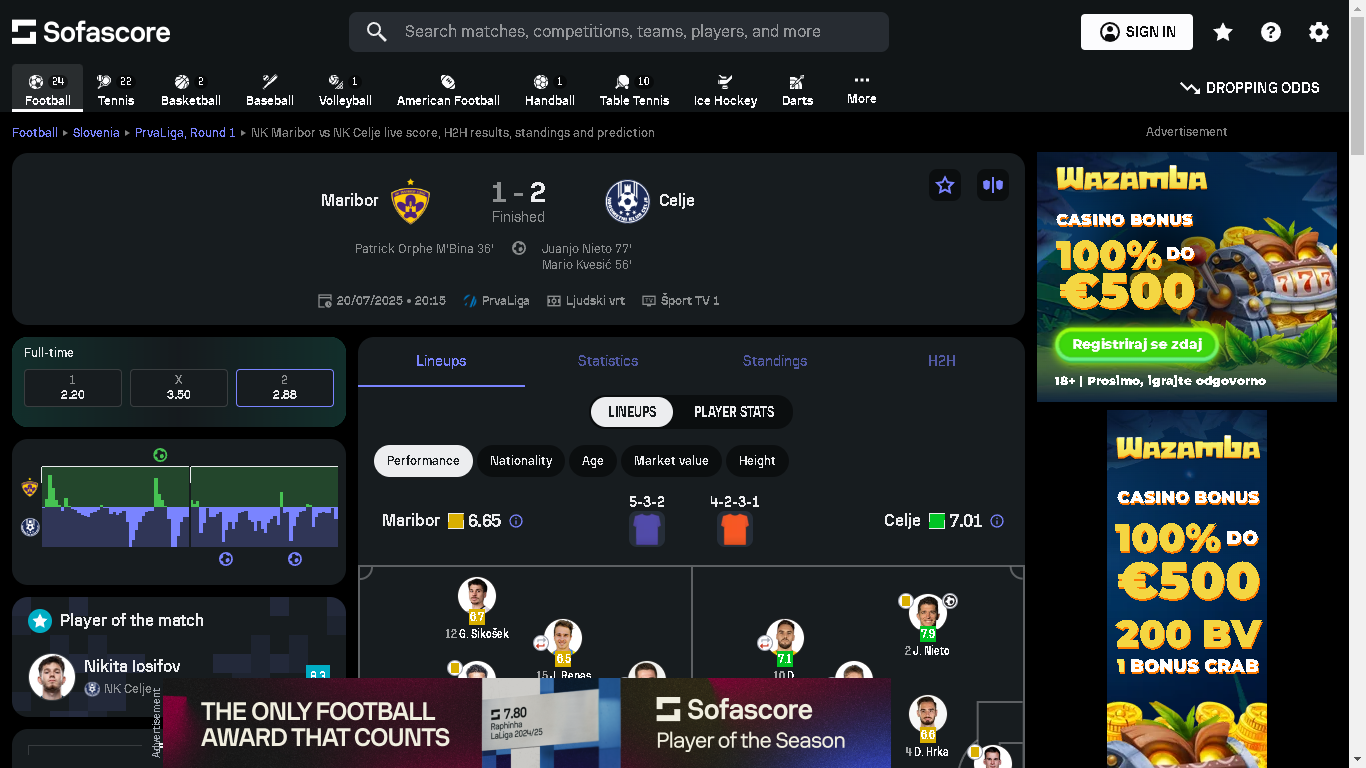 Sofascore
Search matches, competitions, teams, players, and more
SIGN IN
24
Football
22
Tennis
2
Basketball
Baseball
1
Volleyball
American Football
1
Handball
10
Table Tennis
Ice Hockey
Darts
More
DROPPING ODDS
Football ▸ Slovenia ▸ PrvaLiga, Round 1 ▸ NK Maribor vs NK Celje live score, H2H results, standings and prediction
Advertisement
Maribor
1 - 2
Finished
Celje
Patrick Orphe M'Bina 36'
Juanjo Nieto 77'
Mario Kvesić 56'
20/07/2025 • 20:15
PrvaLiga
Ljudski vrt
Šport TV 1
Full-time
1
2.20
X
3.50
2
2.88
Player of the match
Nikita Iosifov
NK Celje
8.3
Lineups
Statistics
Standings
H2H
LINEUPS
PLAYER STATS
Performance
Nationality
Age
Market value
Height
Maribor 6.65
5-3-2
4-2-3-1
Celje 7.01
6.7
12 G. Sikošek
6.5
15 J. Repas
7.1
10 D.
7.9
2 J. Nieto
6.6
4 D. Hrka
Advertisement
THE ONLY FOOTBALL
AWARD THAT COUNTS
7.80
Raphinha
LaLiga 2024/25
Sofascore
Player of the Season
WAZAMBA
CASINO BONUS
100% DO
€500
777
Registriraj se zdaj
18+ | Prosimo, igrajte odgovorno
WAZAMBA
CASINO BONUS
100% DO
€500
200 BV
1 BONUS CRAB